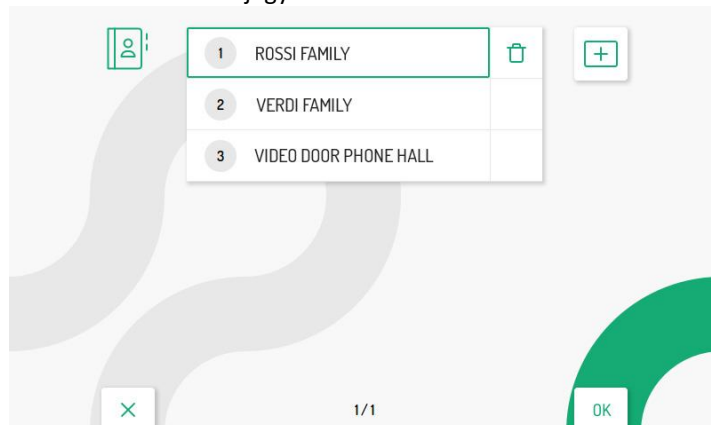 1 ROSSI FAMILY
2 VERDI FAMILY
3 VIDEO DOOR PHONE HALL
1/1
OK